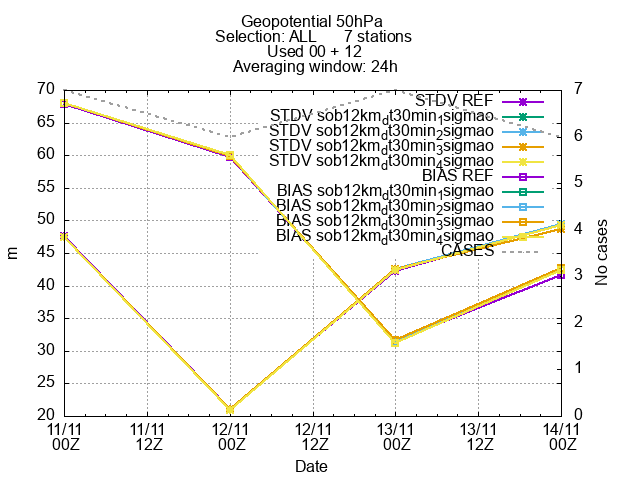 Geopotential 50hPa
Selection: ALL 7 stations
Used 00 + 12
Averaging window: 24h
70
65
60
55
50
45
40
35
30
25
20
m
7
6
5
4
3
2
1
0
No cases
STDV REF
STDV sob12km_dt30min_1sigmao
STDV sob12km_dt30min_2sigmao
STDV sob12km_dt30min_3sigmao
STDV sob12km_dt30min_4sigmao
BIAS REF
BIAS sob12km_dt30min_1sigmao
BIAS sob12km_dt30min_2sigmao
BIAS sob12km_dt30min_3sigmao
BIAS sob12km_dt30min_4sigmao
CASES
11/11 11/11 12/11 12/11 13/11 13/11 14/11
00Z 12Z 00Z 12Z 00Z 12Z 00Z
Date